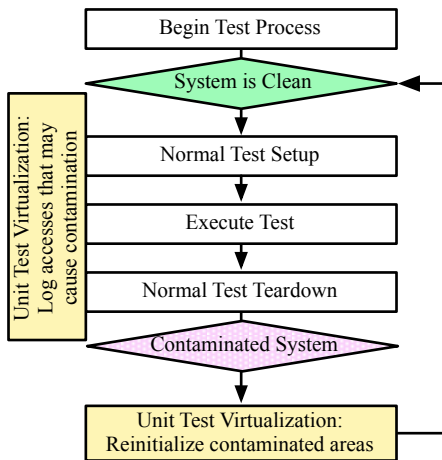 Begin Test Process
System is Clean
Unit Test Virtualization:
Log accesses that may
cause contamination
Normal Test Setup
Execute Test
Normal Test Teardown
Contaminated System
Unit Test Virtualization:
Reinitialize contaminated areas